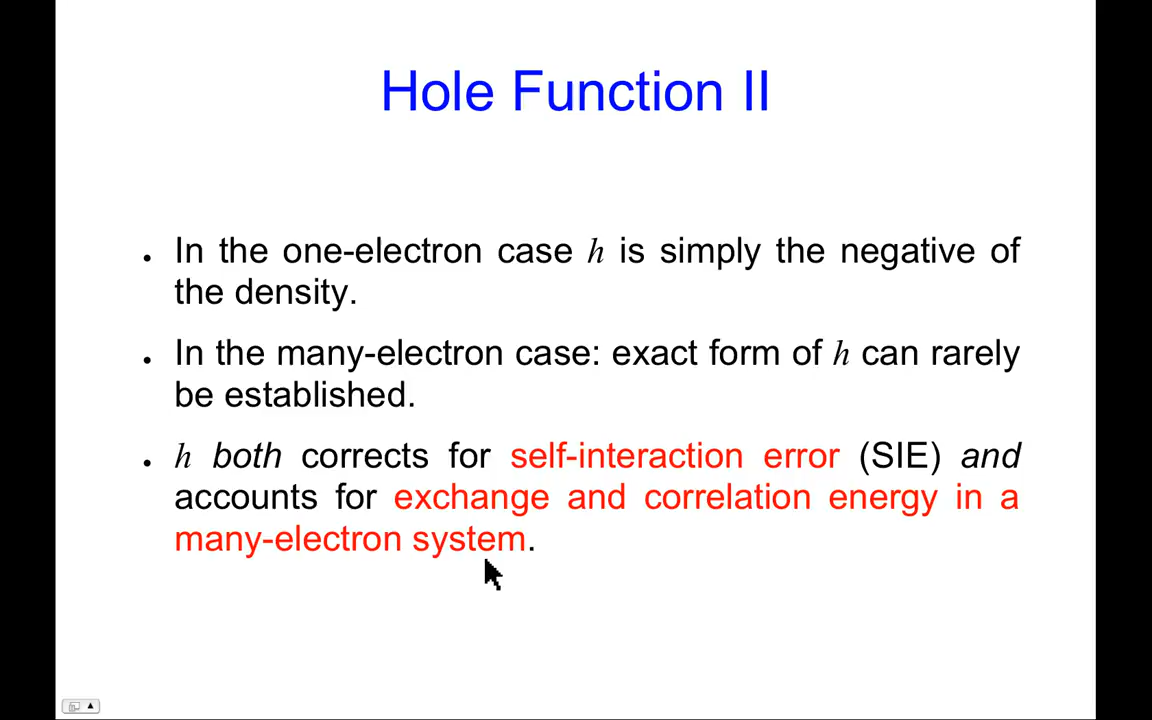 Hole Function II
• In the one-electron case h is simply the negative of
the density.
• In the many-electron case: exact form of h can rarely
be established.
• h both corrects for self-interaction error (SIE) and
accounts for exchange and correlation energy in a
many-electron system.